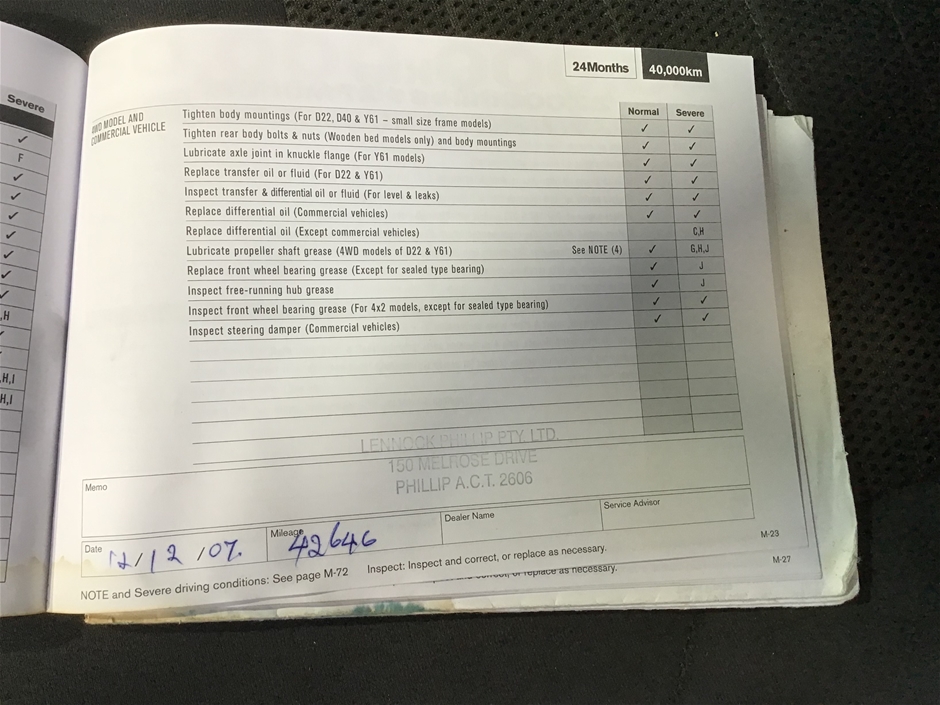 Severe
✓
F
✓
✓
✓
✓
✓
✓
✓
,H
✓
✓
,H,I
H,I
24Months 40,000km
Normal Severe
4WD MODEL AND
COMMERCIAL VEHICLE
Tighten body mountings (For D22, D40 & Y61 – small size frame models) ✓ ✓
Tighten rear body bolts & nuts (Wooden bed models only) and body mountings ✓ ✓
Lubricate axle joint in knuckle flange (For Y61 models) ✓ ✓
Replace transfer oil or fluid (For D22 & Y61) ✓ ✓
Inspect transfer & differential oil or fluid (For level & leaks) ✓ ✓
Replace differential oil (Commercial vehicles) ✓ ✓
Replace differential oil (Except commercial vehicles) C,H
Lubricate propeller shaft grease (4WD models of D22 & Y61) See NOTE (4) ✓ G,H,J
Replace front wheel bearing grease (Except for sealed type bearing) ✓ J
Inspect free-running hub grease ✓ J
Inspect front wheel bearing grease (For 4x2 models, except for sealed type bearing) ✓ ✓
Inspect steering damper (Commercial vehicles) ✓ ✓
LENNOCK PHILLIP PTY. LTD.
150 MELROSE DRIVE
PHILLIP A.C.T. 2606
Memo
Date 12/12/07. Mileage 42646 Dealer Name Service Advisor
M-23
NOTE and Severe driving conditions: See page M-72 Inspect: Inspect and correct, or replace as necessary.
or replace as necessary.
M-27